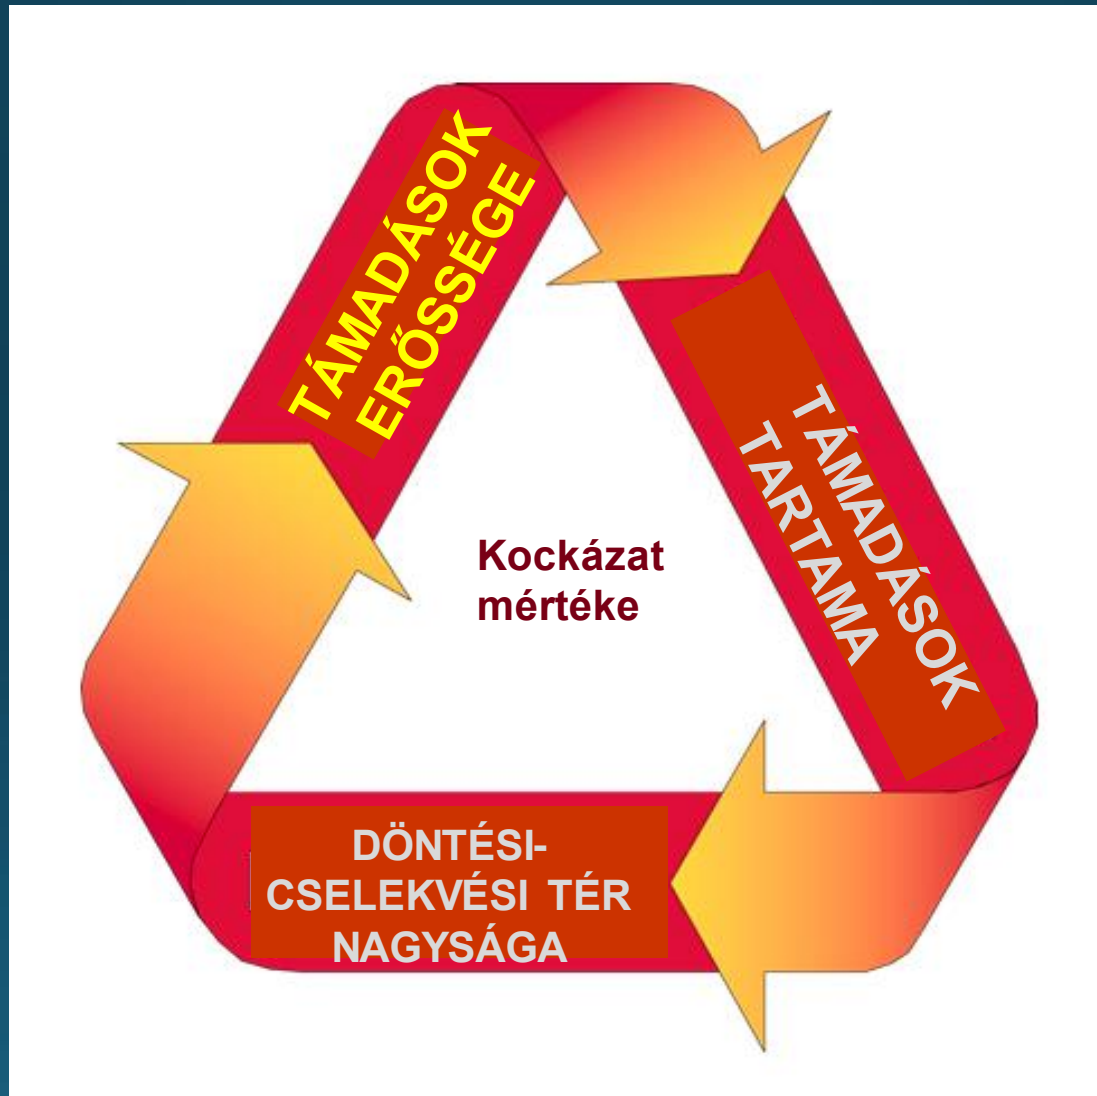 TÁMADÁSOK
ERŐSSÉGE
TÁMADÁSOK
TARTAMA
Kockázat
mértéke
DÖNTÉSI-
CSELEKVÉSI TÉR
NAGYSÁGA